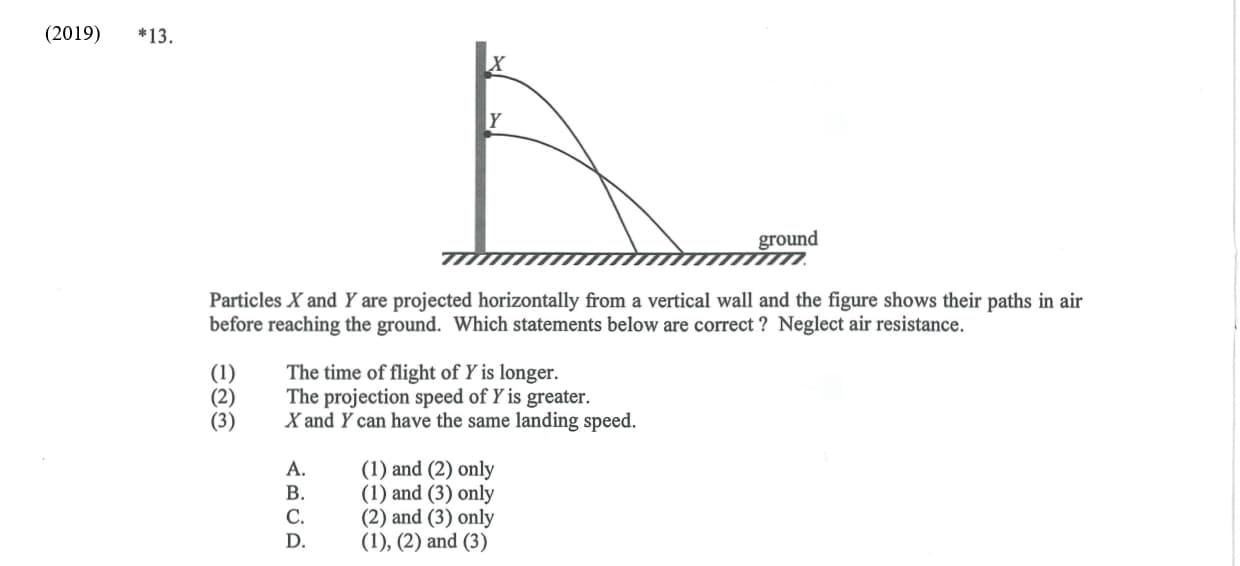 (2019) *13.
X
Y
ground
Particles X and Y are projected horizontally from a vertical wall and the figure shows their paths in air
before reaching the ground. Which statements below are correct ? Neglect air resistance.
(1) The time of flight of Y is longer.
(2) The projection speed of Y is greater.
(3) X and Y can have the same landing speed.
A. (1) and (2) only
B. (1) and (3) only
C. (2) and (3) only
D. (1), (2) and (3)